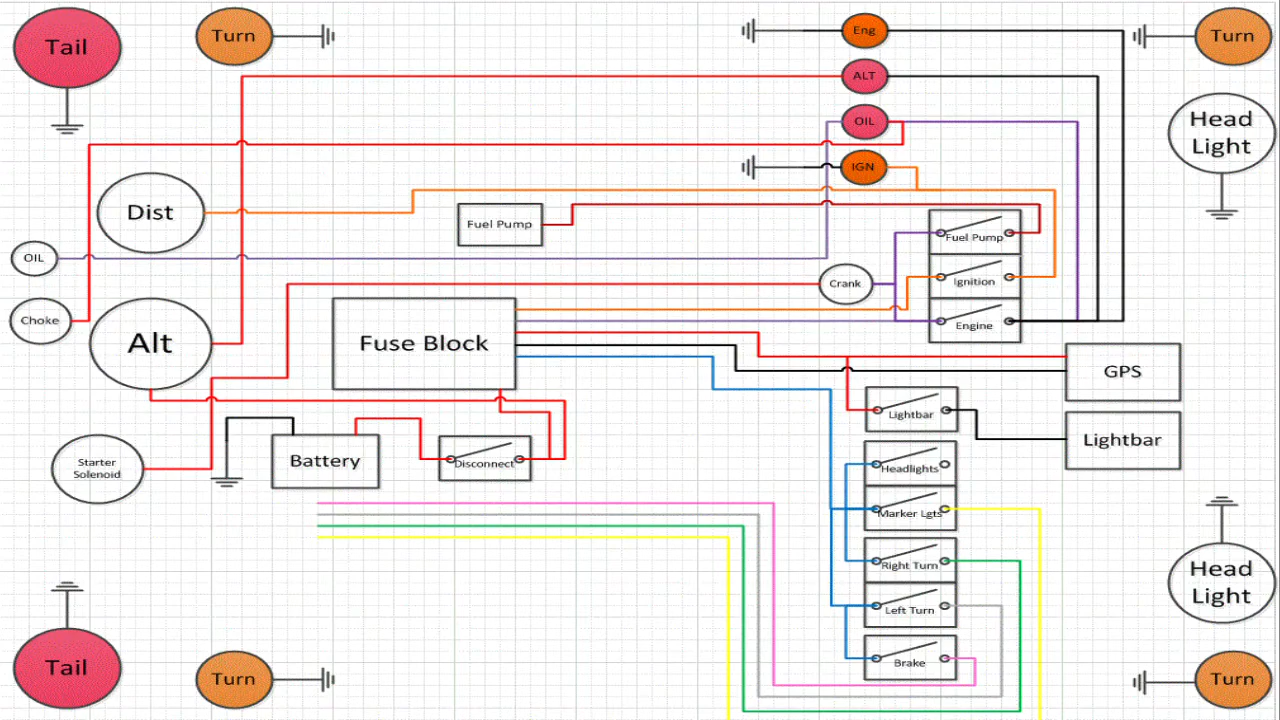 Tail
Turn
Eng
Turn
ALT
OIL
Head
Light
IGN
Dist
Fuel Pump
Fuel Pump
OIL
Crank
Ignition
Choke
Alt
Fuse Block
Engine
GPS
Lightbar
Lightbar
Starter
Solenoid
Battery
Disconnect
Headlights
Marker Lgts
Right Turn
Head
Light
Left Turn
Tail
Turn
Brake
Turn